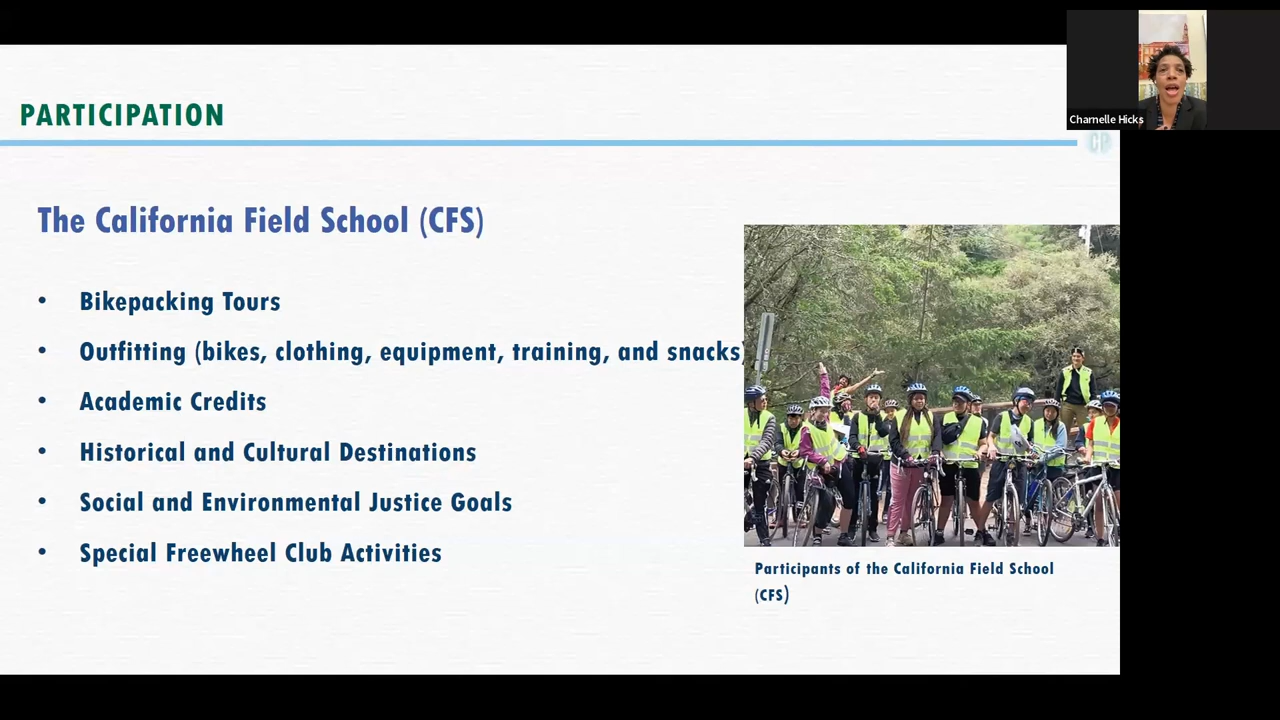 PARTICIPATION
Charnelle Hicks
CP
The California Field School (CFS)
• Bikepacking Tours
• Outfitting (bikes, clothing, equipment, training, and snacks)
• Academic Credits
• Historical and Cultural Destinations
• Social and Environmental Justice Goals
• Special Freewheel Club Activities
Participants of the California Field School
(CFS)